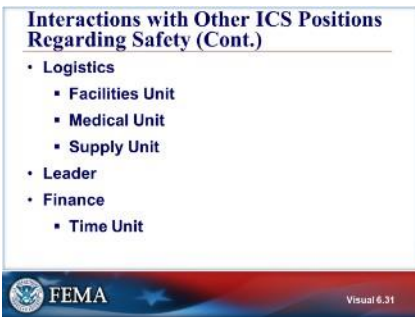 Interactions with Other ICS Positions
Regarding Safety (Cont.)
• Logistics
▪ Facilities Unit
▪ Medical Unit
▪ Supply Unit
• Leader
• Finance
▪ Time Unit
FEMA
Visual 6.31